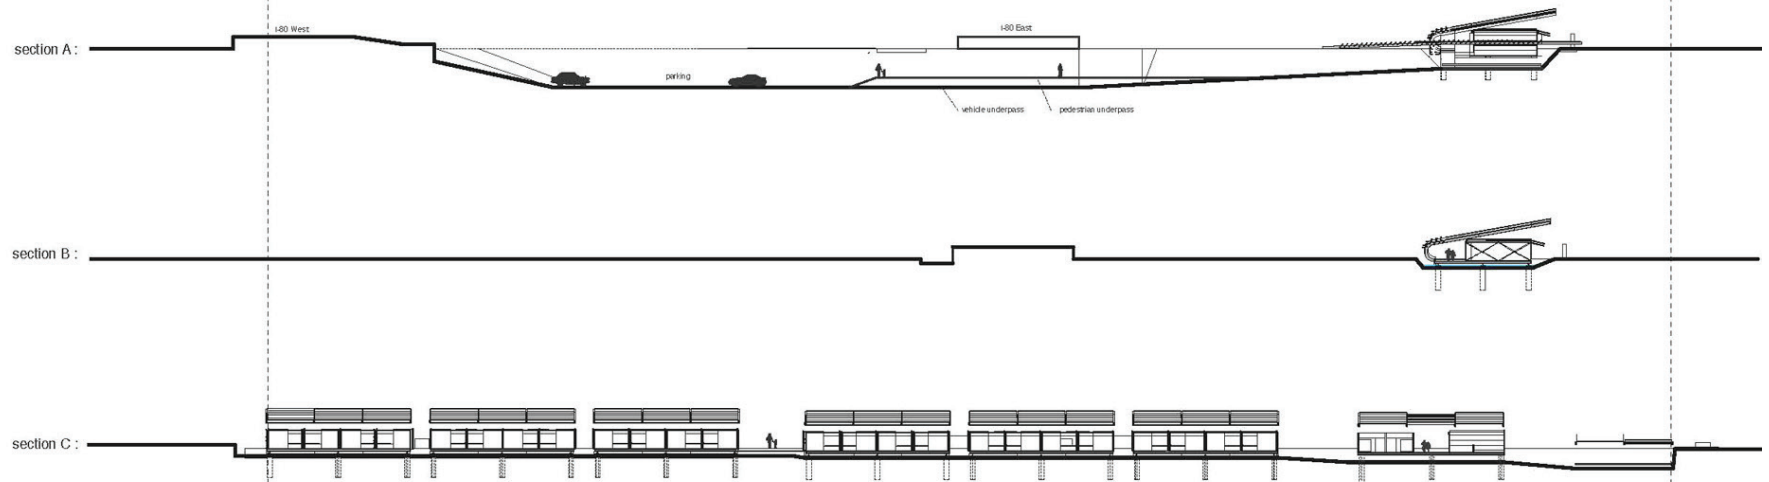 I-80 West
I-80 East
section A :
parking
vehicle underpass
pedestrian underpass
section B :
section C :